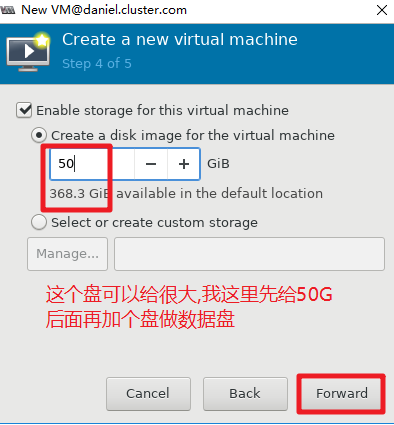 New VM@daniel.cluster.com
Create a new virtual machine
Step 4 of 5
Enable storage for this virtual machine
Create a disk image for the virtual machine
50 − + GiB
368.3 GiB available in the default location
Select or create custom storage
Manage...
这个盘可以给很大,我这里先给50G
后面再加个盘做数据盘
Cancel Back Forward